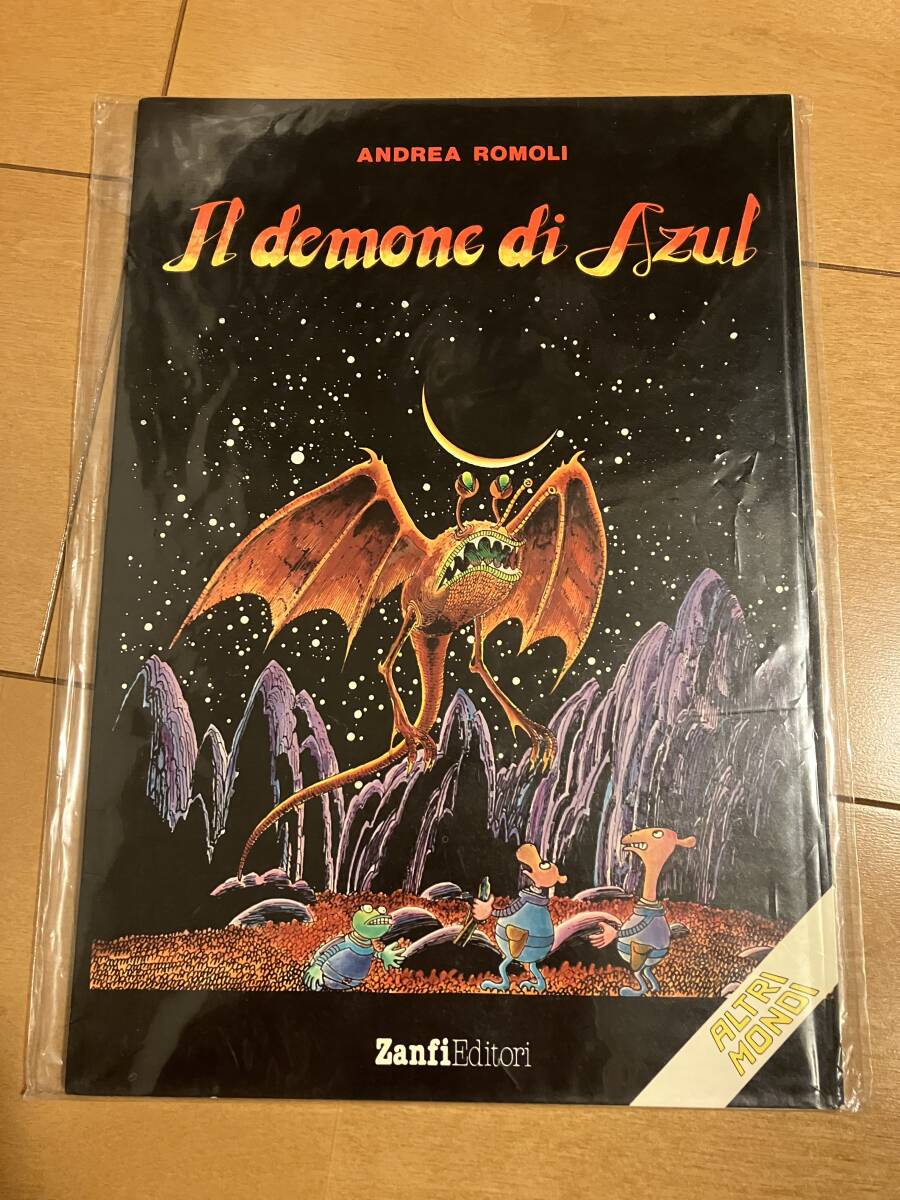 ANDREA ROMOLI
Il demone di Azul
ALTRI
MONDI
ZanfiEditori